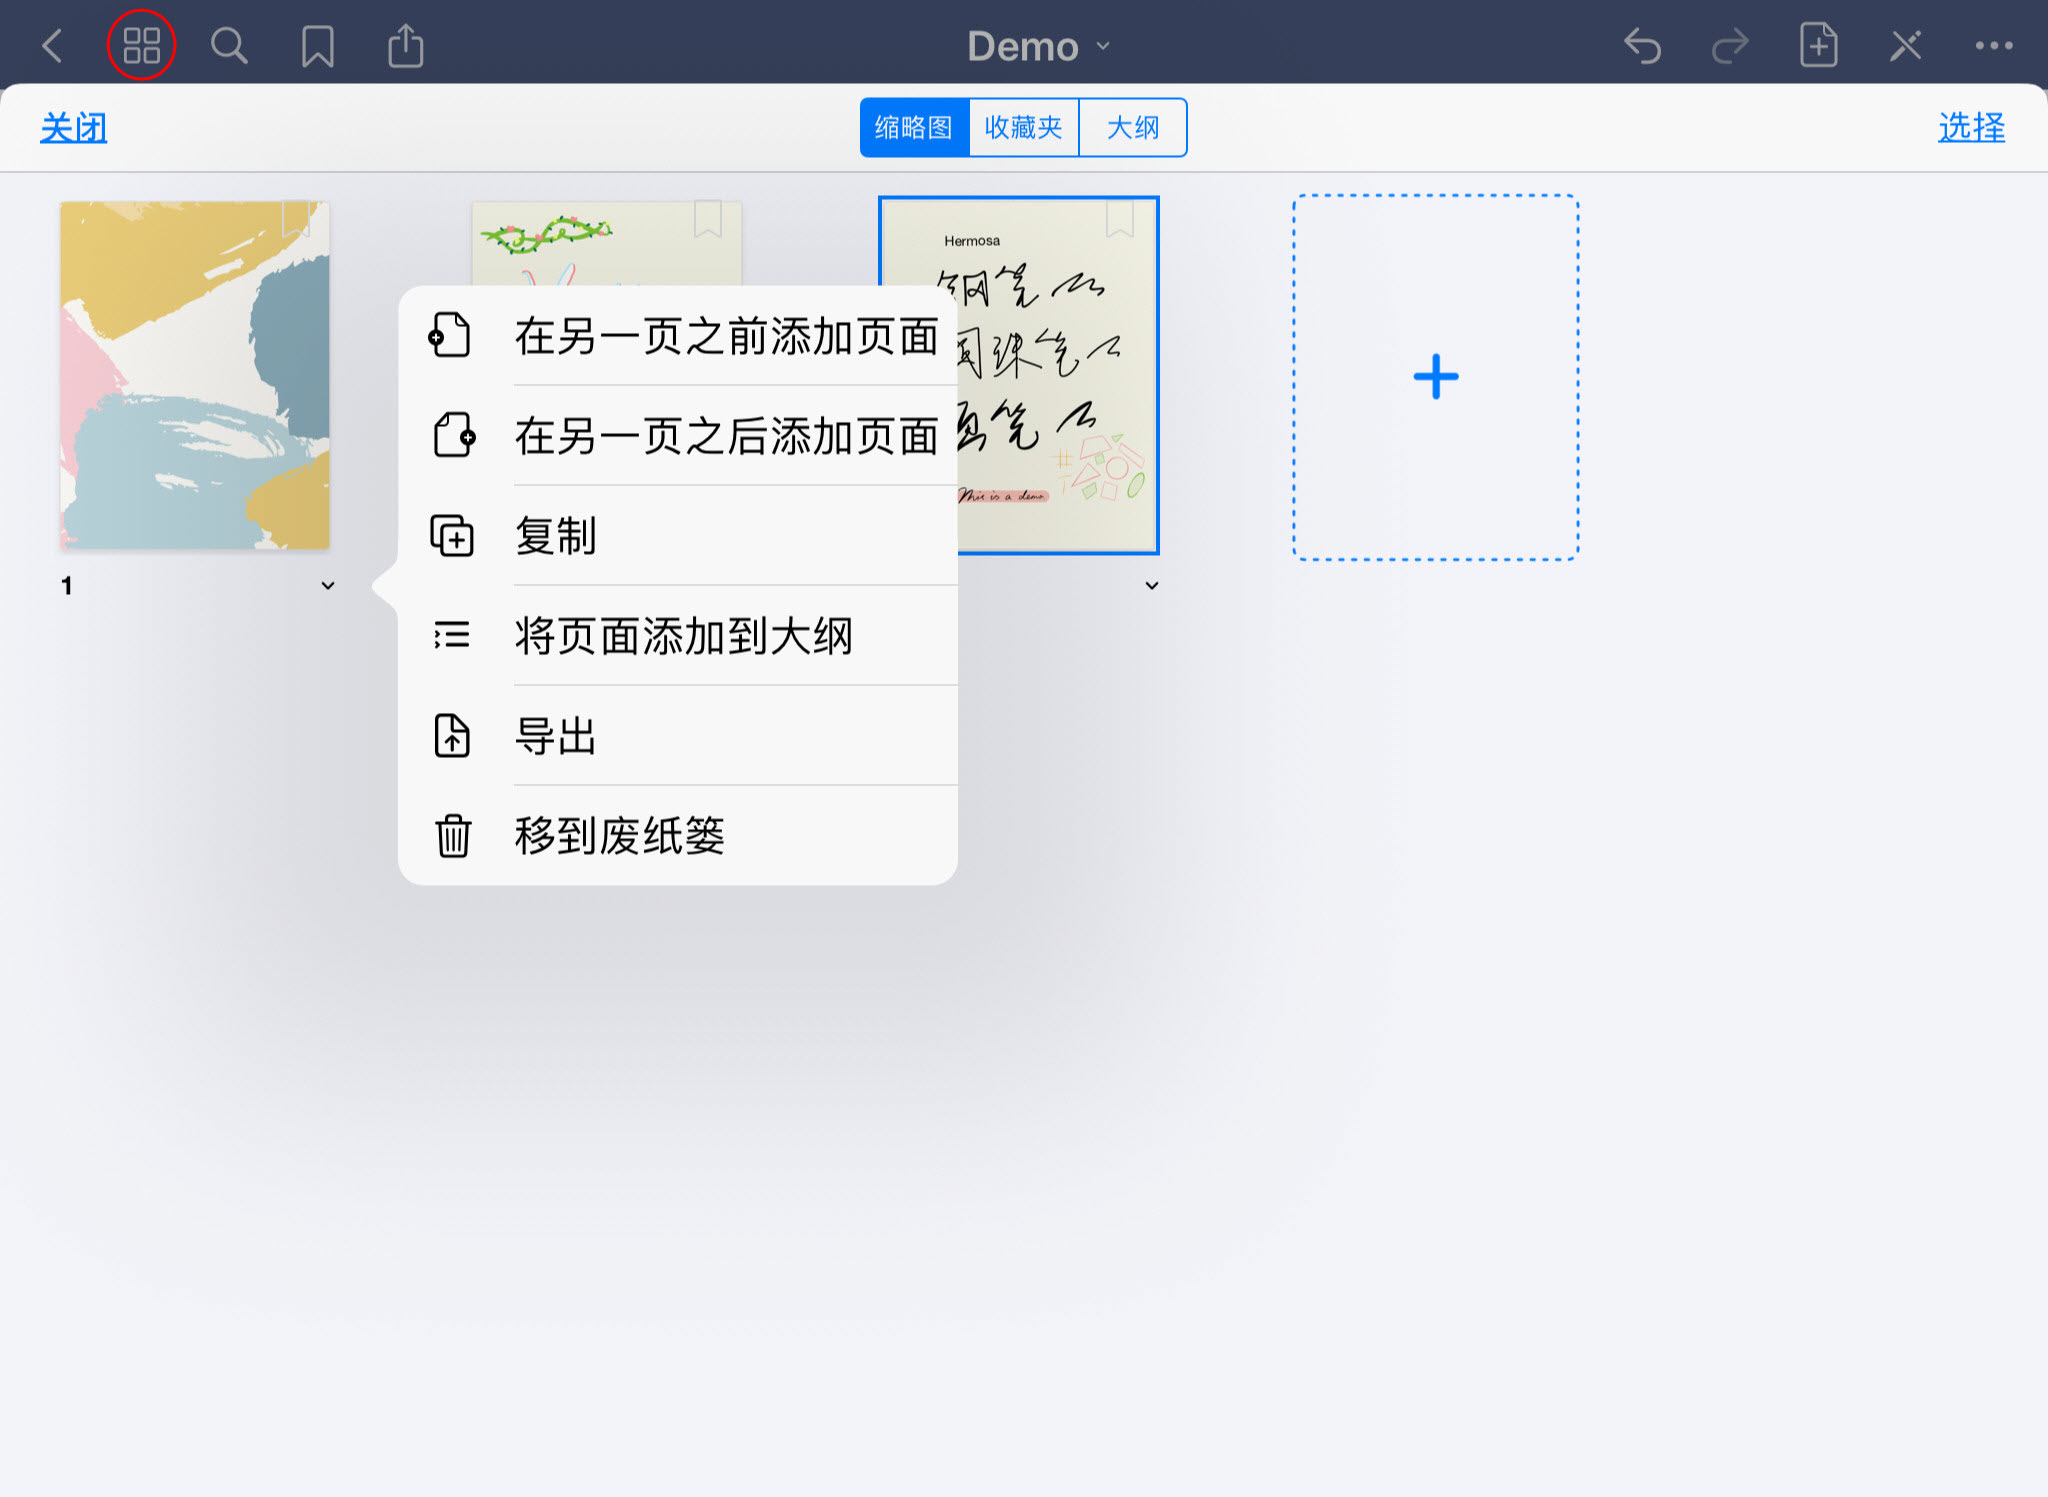 Demo
关闭
缩略图 收藏夹 大纲
选择
Hermosa
钢笔
珠笔
画笔
This is a demo
在另一页之前添加页面
在另一页之后添加页面
复制
将页面添加到大纲
导出
移到废纸篓
1